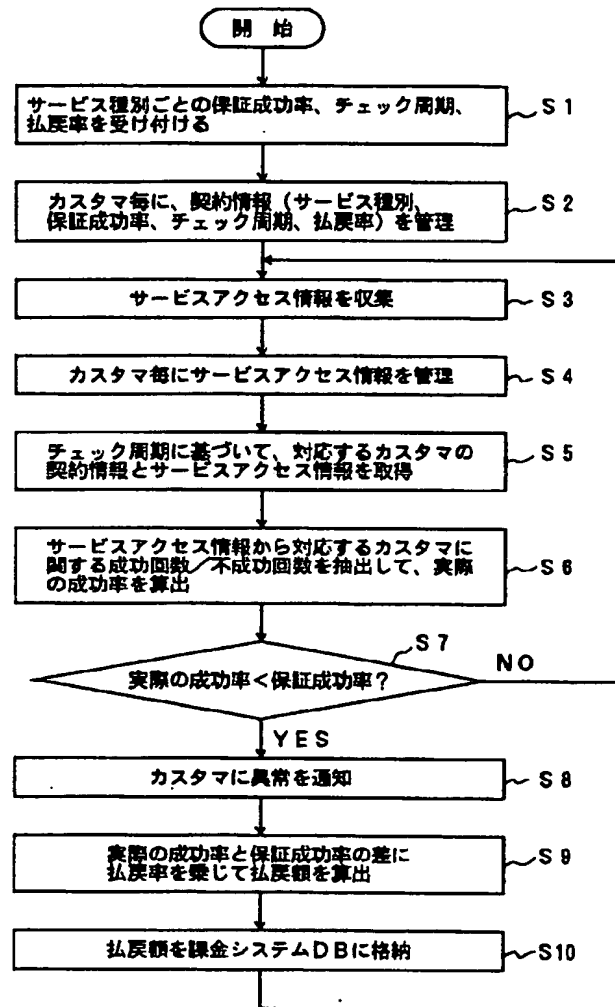 開 始
サービス種別ごとの保証成功率、チェック周期、
払戻率を受け付ける
S1
カスタマ毎に、契約情報(サービス種別、
保証成功率、チェック周期、払戻率)を管理
S2
サービスアクセス情報を収集
S3
カスタマ毎にサービスアクセス情報を管理
S4
チェック周期に基づいて、対応するカスタマの
契約情報とサービスアクセス情報を取得
S5
サービスアクセス情報から対応するカスタマに
関する成功回数/不成功回数を抽出して、実際
の成功率を算出
S6
S7
実際の成功率<保証成功率?
NO
YES
カスタマに異常を通知
S8
実際の成功率と保証成功率の差に
払戻率を乗じて払戻額を算出
S9
払戻額を課金システムDBに格納
S10